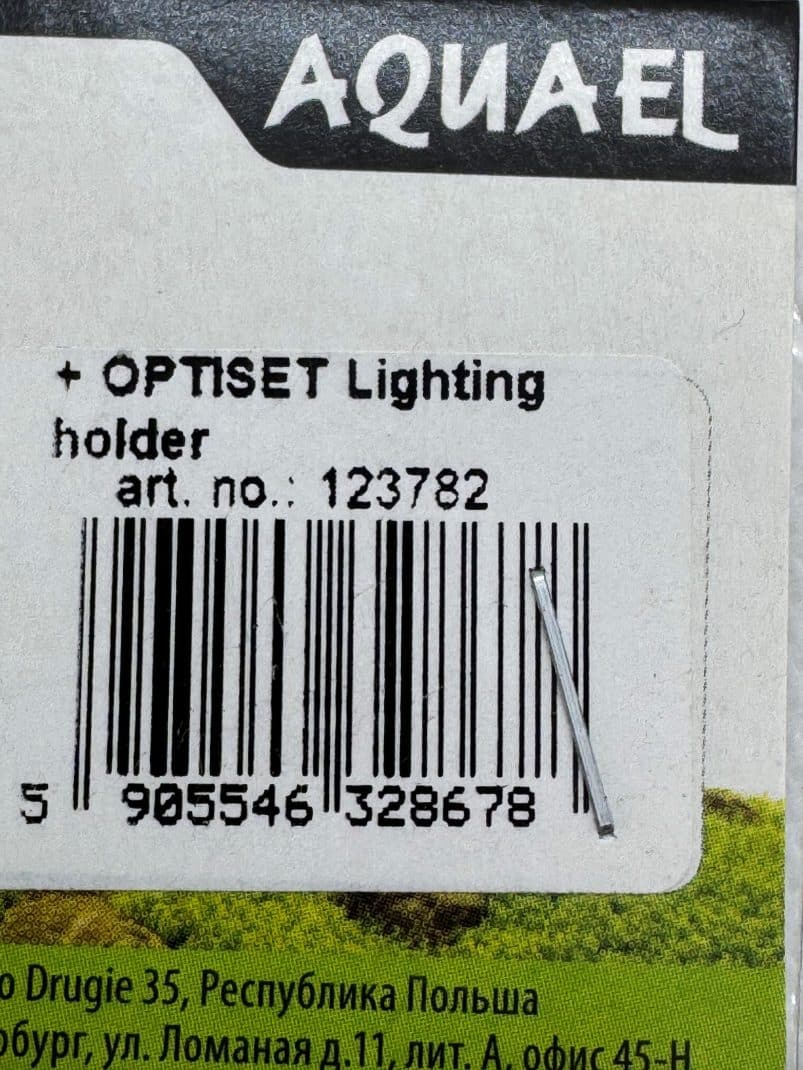 AQUAEL
+ OPTISET Lighting
holder
art. no.: 123782
5 905546 328678
Drugie 35, Республика Польша
ул. Ломаная д.11, лит. А, офис 45-Н